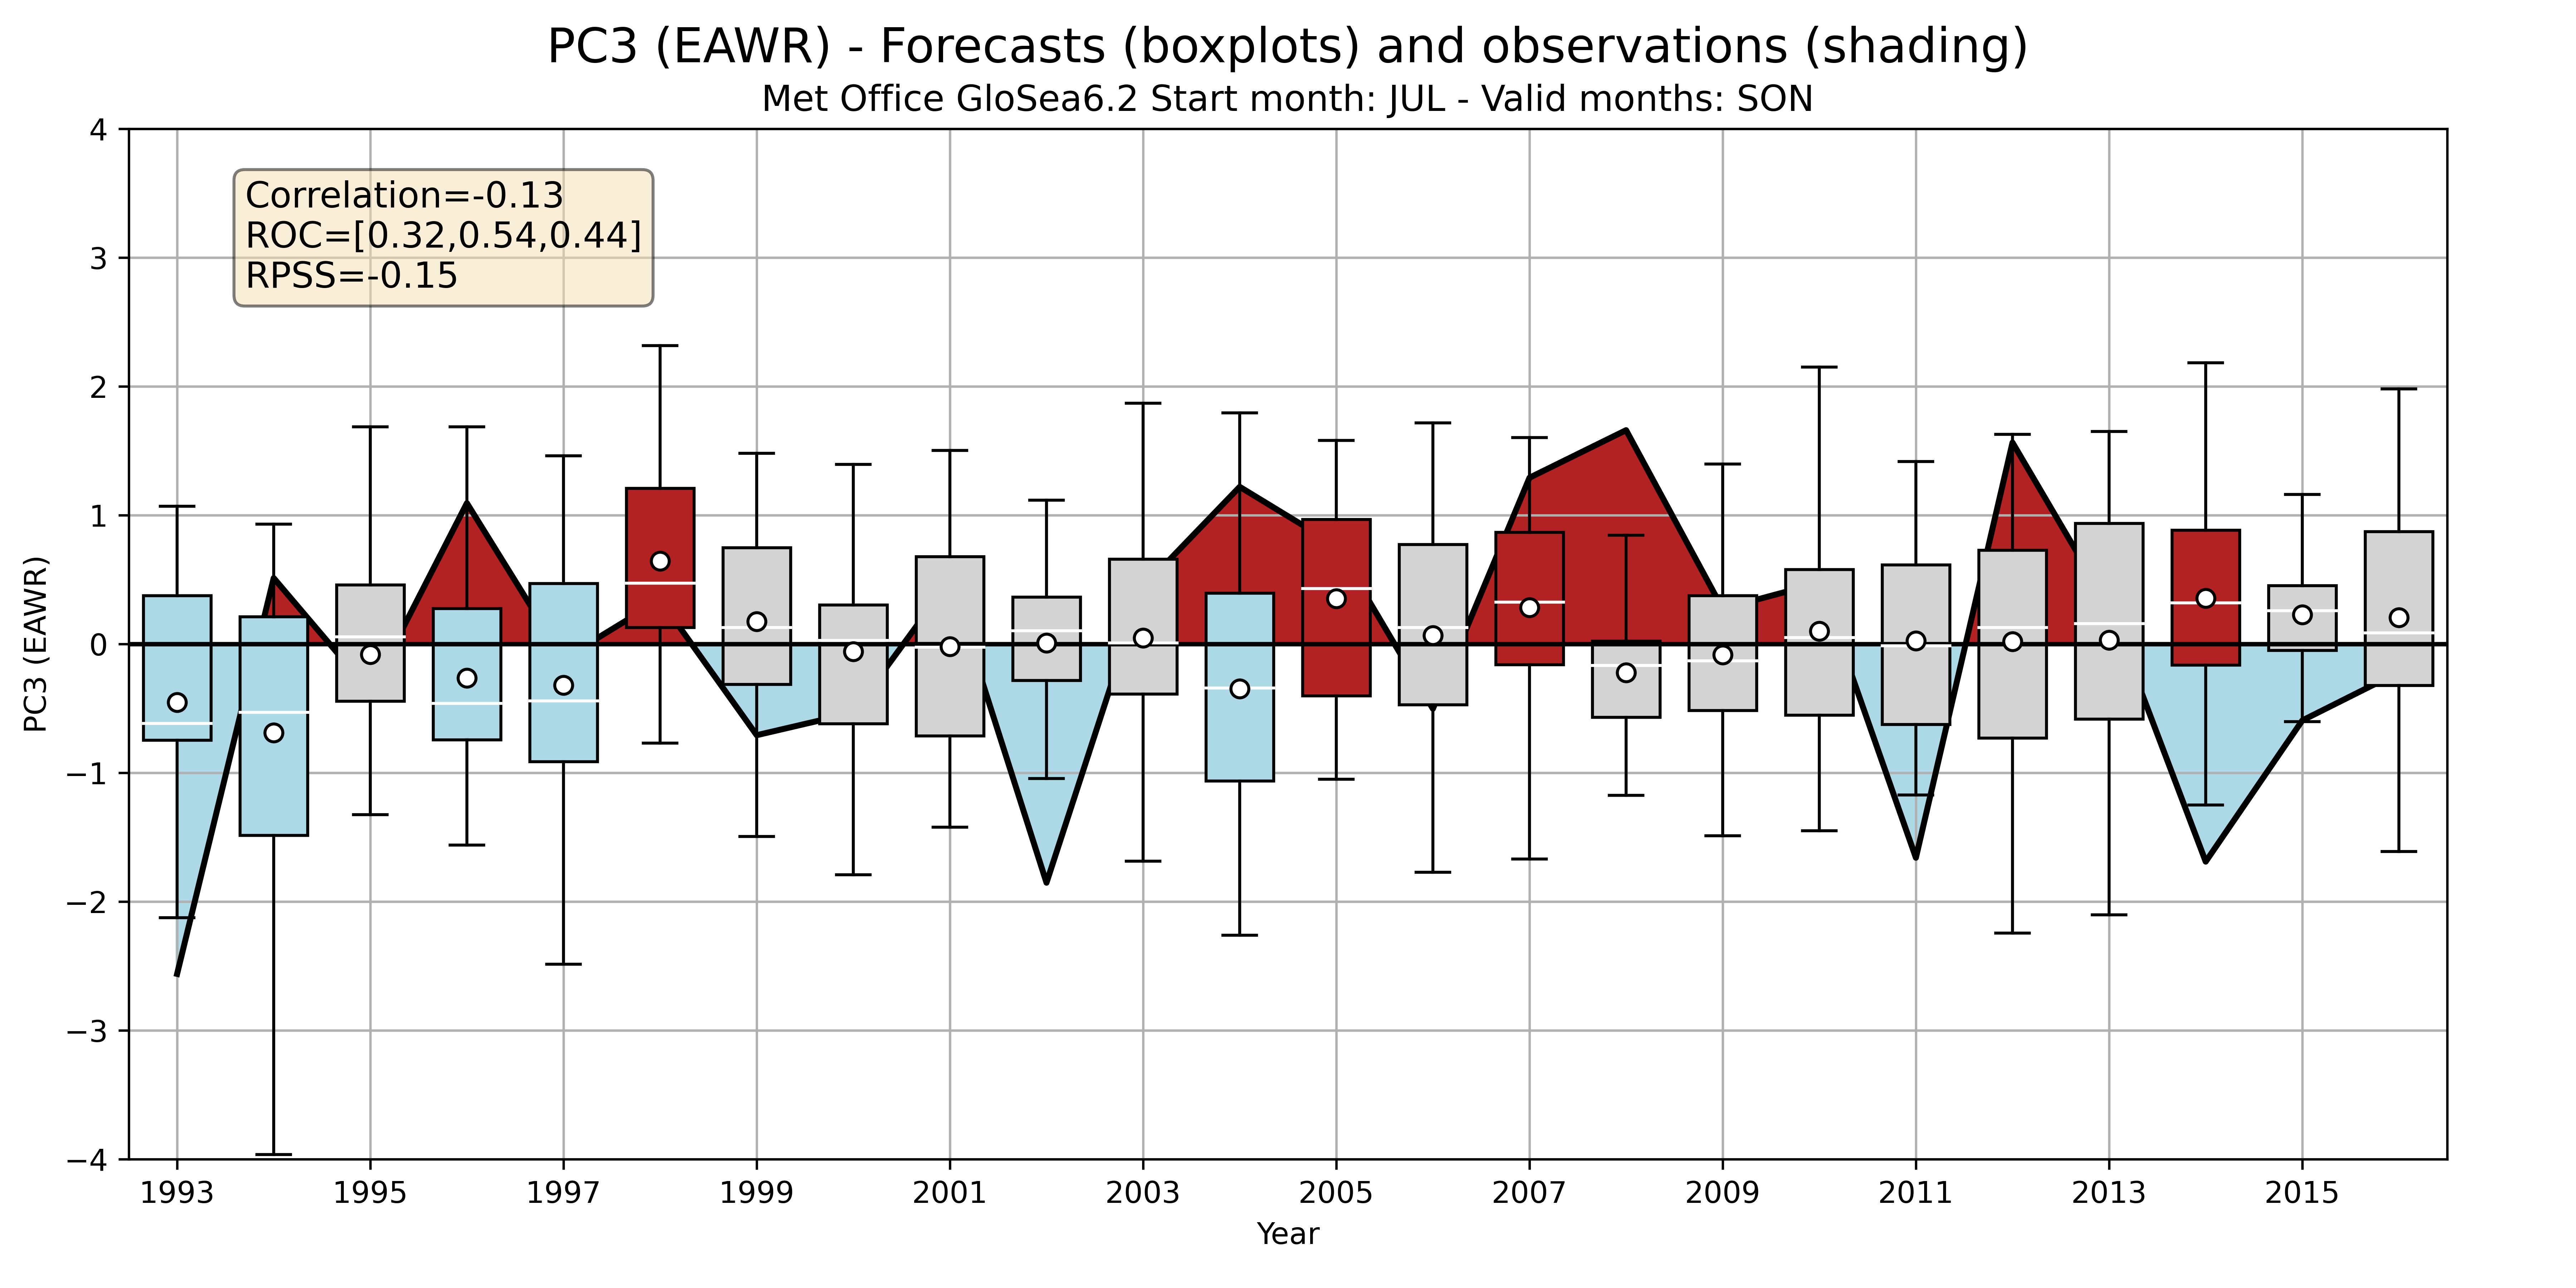 PC3 (EAWR) - Forecasts (boxplots) and observations (shading)
Met Office GloSea6.2 Start month: JUL - Valid months: SON
Correlation=-0.13
ROC=[0.32,0.54,0.44]
RPSS=-0.15
PC3 (EAWR)
4
3
2
1
0
−1
−2
−3
−4
1993 1995 1997 1999 2001 2003 2005 2007 2009 2011 2013 2015
Year